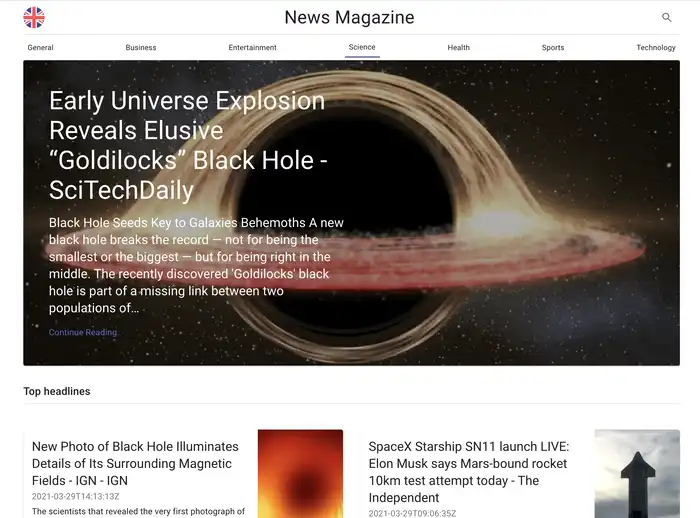 News Magazine
General Business Entertainment Science Health Sports Technology
Early Universe Explosion
Reveals Elusive
“Goldilocks” Black Hole -
SciTechDaily
Black Hole Seeds Key to Galaxies Behemoths A new
black hole breaks the record — not for being the
smallest or the biggest — but for being right in the
middle. The recently discovered 'Goldilocks' black
hole is part of a missing link between two
populations of…
Continue Reading…
Top headlines
New Photo of Black Hole Illuminates
Details of Its Surrounding Magnetic
Fields - IGN - IGN
2021-03-29T14:13:13Z
The scientists that revealed the very first photograph of
SpaceX Starship SN11 launch LIVE:
Elon Musk says Mars-bound rocket
10km test attempt today - The
Independent
2021-03-29T09:06:35Z